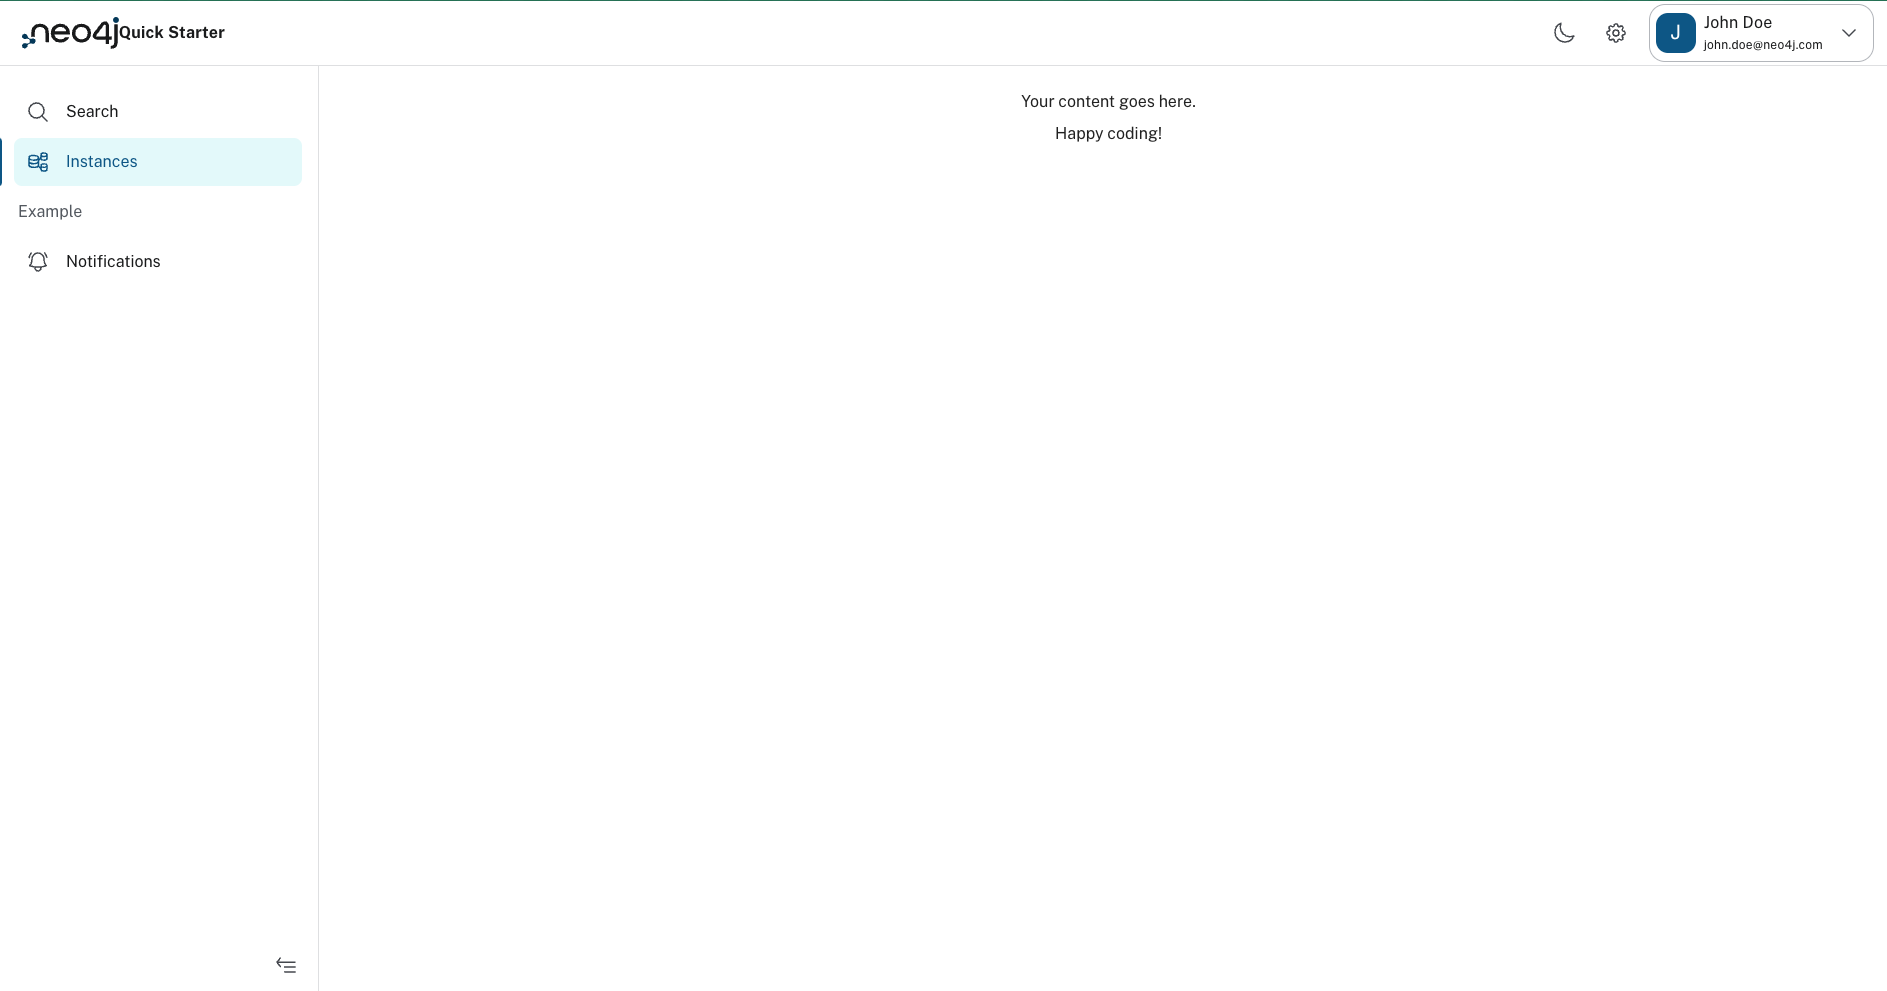 neo4j Quick Starter
J
John Doe
john.doe@neo4j.com
Search
Instances
Example
Notifications
Your content goes here.
Happy coding!